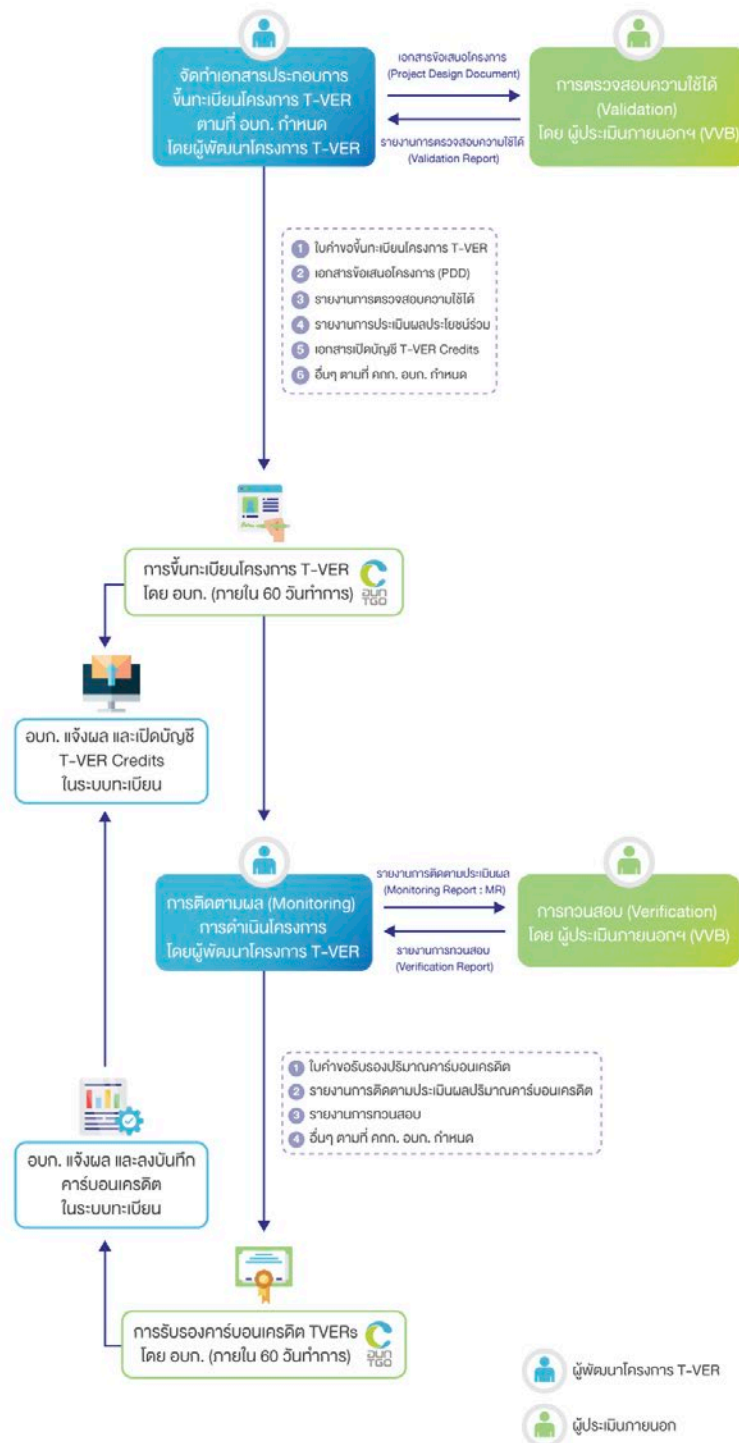 จัดทำเอกสารประกอบการ
ขึ้นทะเบียนโครงการ T-VER
ตามที่ อบก. กำหนด
โดยผู้พัฒนาโครงการ T-VER
เอกสารข้อเสนอโครงการ
(Project Design Document)
รายงานการตรวจสอบความใช้ได้
(Validation Report)
การตรวจสอบความใช้ได้
(Validation)
โดย ผู้ประเมินภายนอกฯ (VVB)
1 ใบคำขอขึ้นทะเบียนโครงการ T-VER
2 เอกสารข้อเสนอโครงการ (PDD)
3 รายงานการตรวจสอบความใช้ได้
4 รายงานการประเมินผลประโยชน์ร่วม
5 เอกสารเปิดบัญชี T-VER Credits
6 อื่นๆ ตามที่ คกก. อบก. กำหนด
การขึ้นทะเบียนโครงการ T-VER
โดย อบก. (ภายใน 60 วันทำการ)
อบก
TGO
อบก. แจ้งผล และเปิดบัญชี
T-VER Credits
ในระบบทะเบียน
การติดตามผล (Monitoring)
การดำเนินโครงการ
โดยผู้พัฒนาโครงการ T-VER
รายงานการติดตามประเมินผล
(Monitoring Report : MR)
รายงานการทวนสอบ
(Verification Report)
การทวนสอบ (Verification)
โดย ผู้ประเมินภายนอกฯ (VVB)
1 ใบคำขอรับรองปริมาณคาร์บอนเครดิต
2 รายงานการติดตามประเมินผลปริมาณคาร์บอนเครดิต
3 รายงานการทวนสอบ
4 อื่นๆ ตามที่ คกก. อบก. กำหนด
อบก. แจ้งผล และลงบันทึก
คาร์บอนเครดิต
ในระบบทะเบียน
การรับรองคาร์บอนเครดิต TVERs
โดย อบก. (ภายใน 60 วันทำการ)
อบก
TGO
ผู้พัฒนาโครงการ T-VER
ผู้ประเมินภายนอก